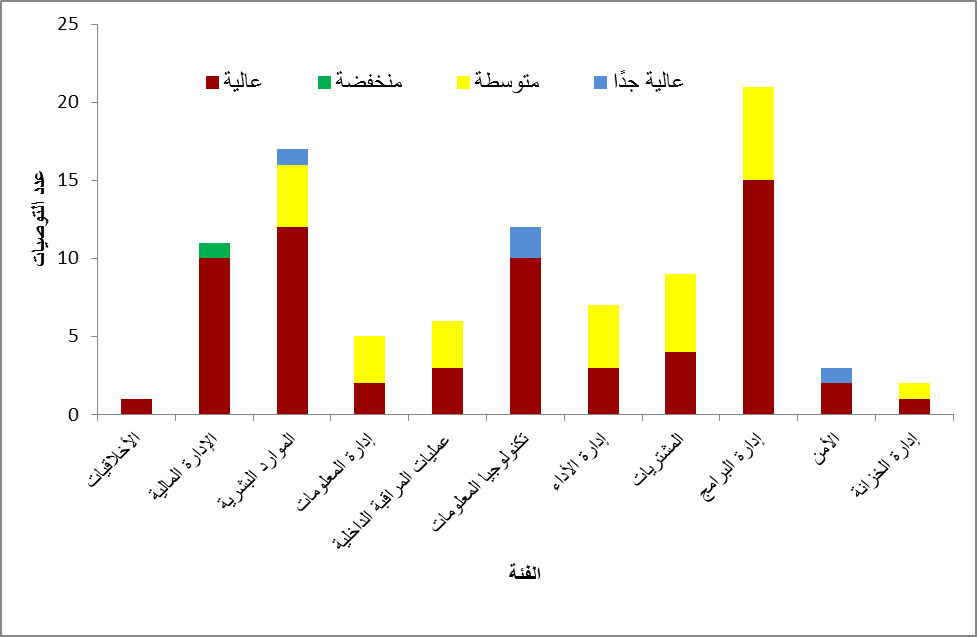 25
20
15
10
5
0
عدد التوصيات
عالية
منخفضة
متوسطة
عالية جدًا
الأخلاقيات
الإدارة المالية
الموارد البشرية
إدارة المعلومات
عمليات المراقبة الداخلية
تكنولوجيا المعلومات
إدارة الأداء
المشتريات
إدارة البرامج
الأمن
إدارة الخزانة
الفئة